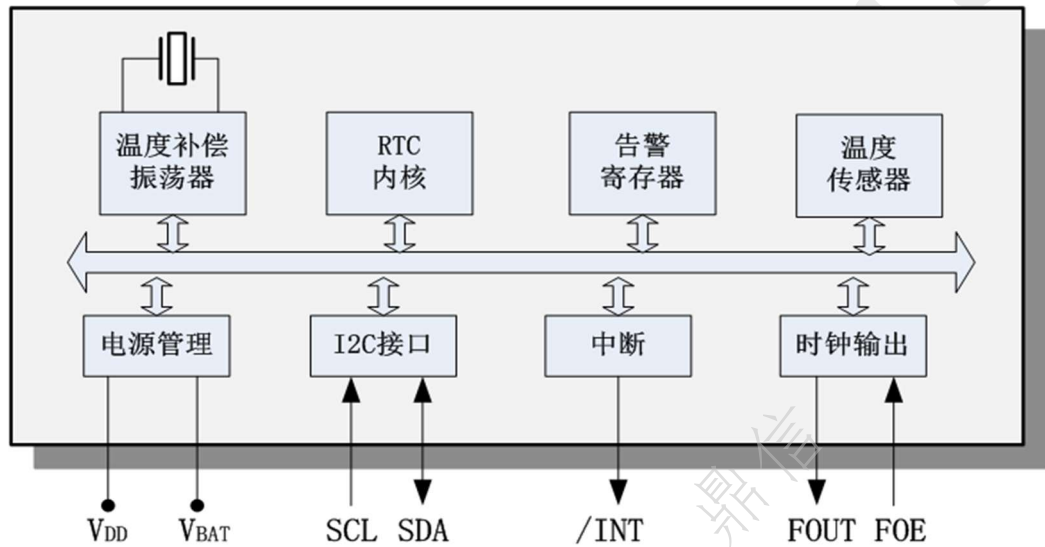 温度补偿
振荡器
RTC
内核
告警
寄存器
温度
传感器
电源管理
I2C接口
中断
时钟输出
VDD
VBAT
SCL
SDA
/INT
FOUT
FOE
鼎信